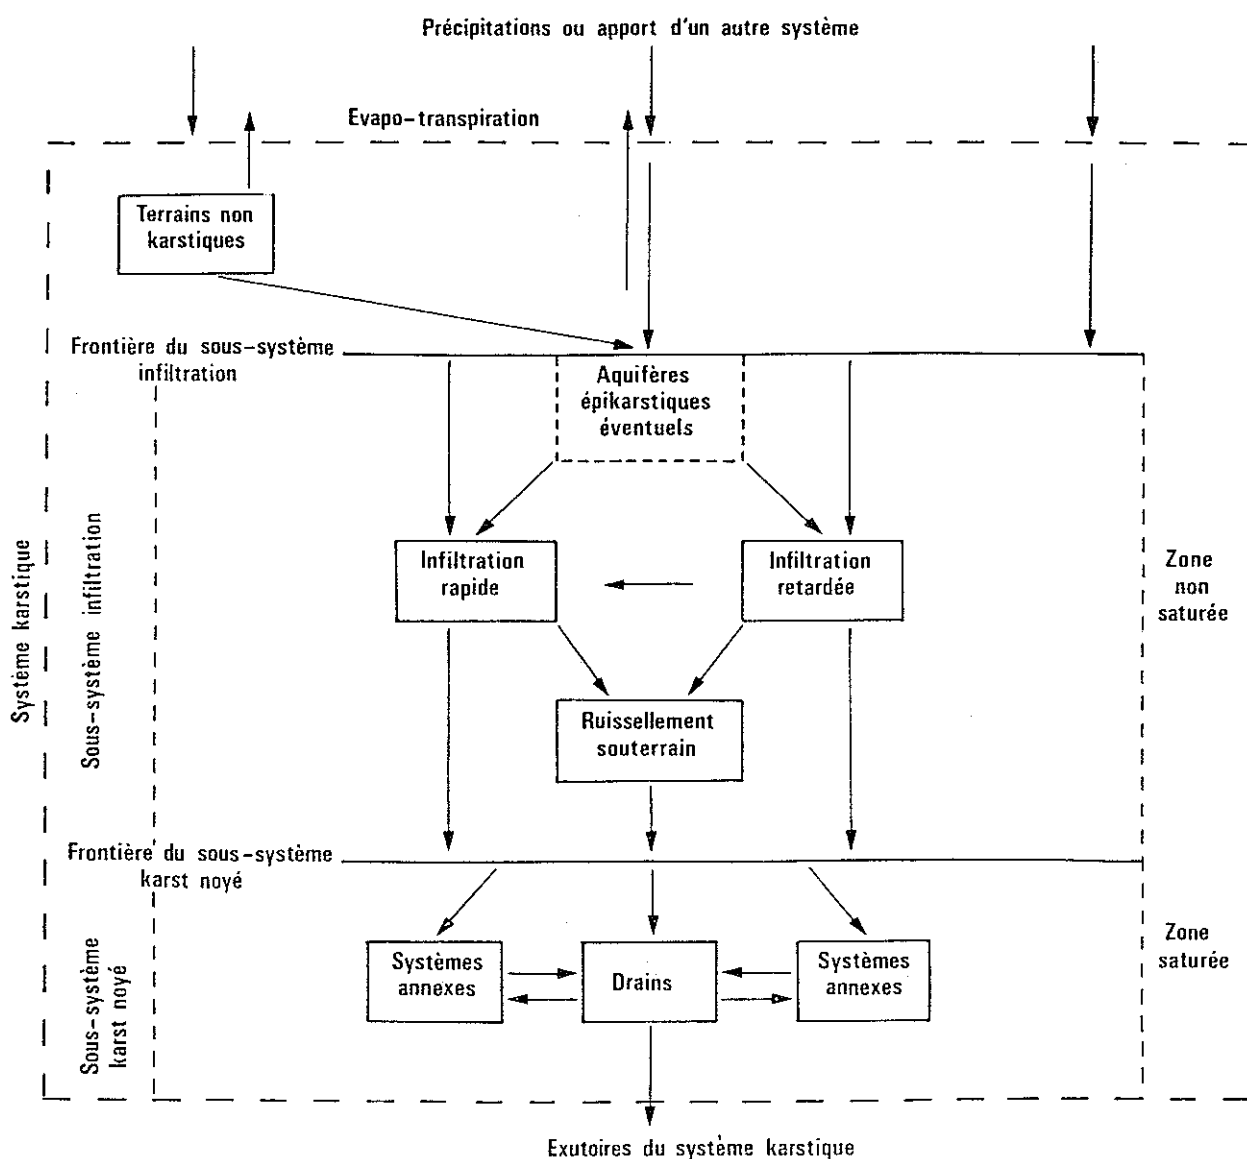 Précipitations ou apport d'un autre système
Evapo-transpiration
Terrains non
karstiques
Frontière du sous-système
infiltration
Aquifères
épikarstiques
éventuels
Infiltration
rapide
Infiltration
retardée
Zone
non
saturée
Système karstique
Sous-système infiltration
Ruissellement
souterrain
Frontière du sous-système
karst noyé
Sous-système
karst noyé
Systèmes
annexes
Drains
Systèmes
annexes
Zone
saturée
Exutoires du système karstique